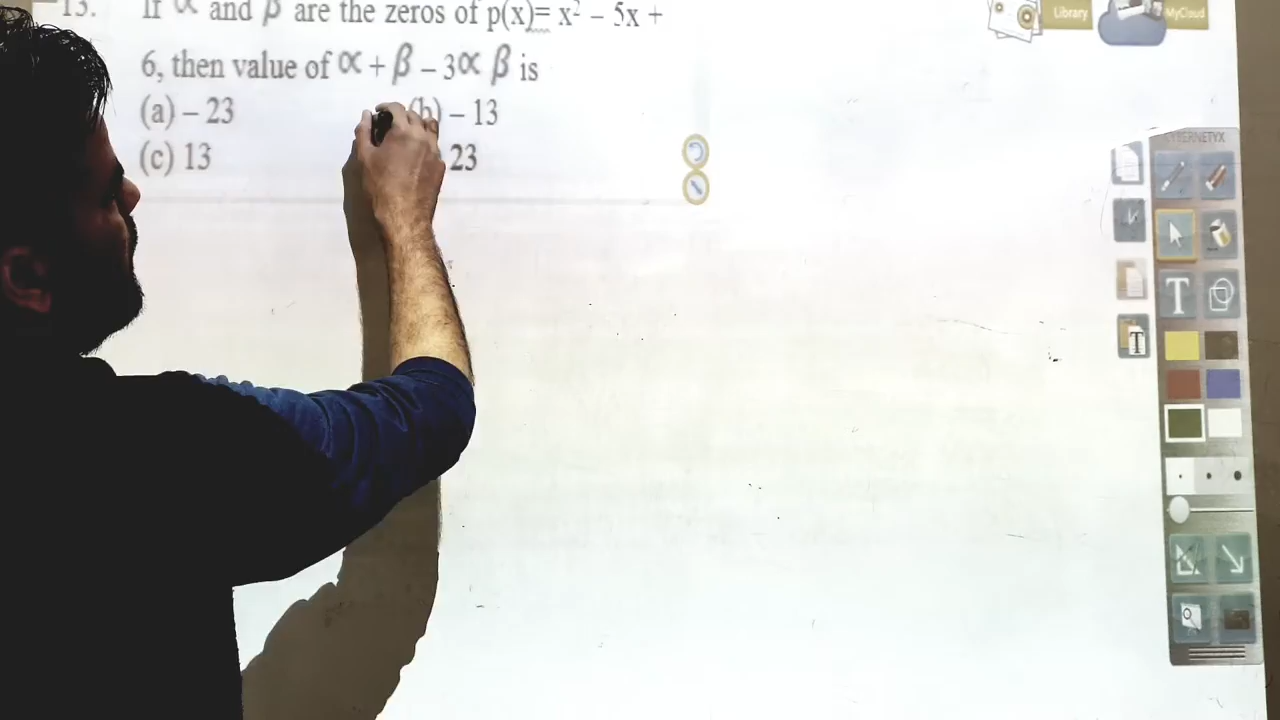 13. If ∝ and β are the zeros of p(x)= x² – 5x +
6, then value of ∝ + β – 3∝ β is
(a) – 23 (b) – 13
(c) 13 23
Library
MyCloud
T
T